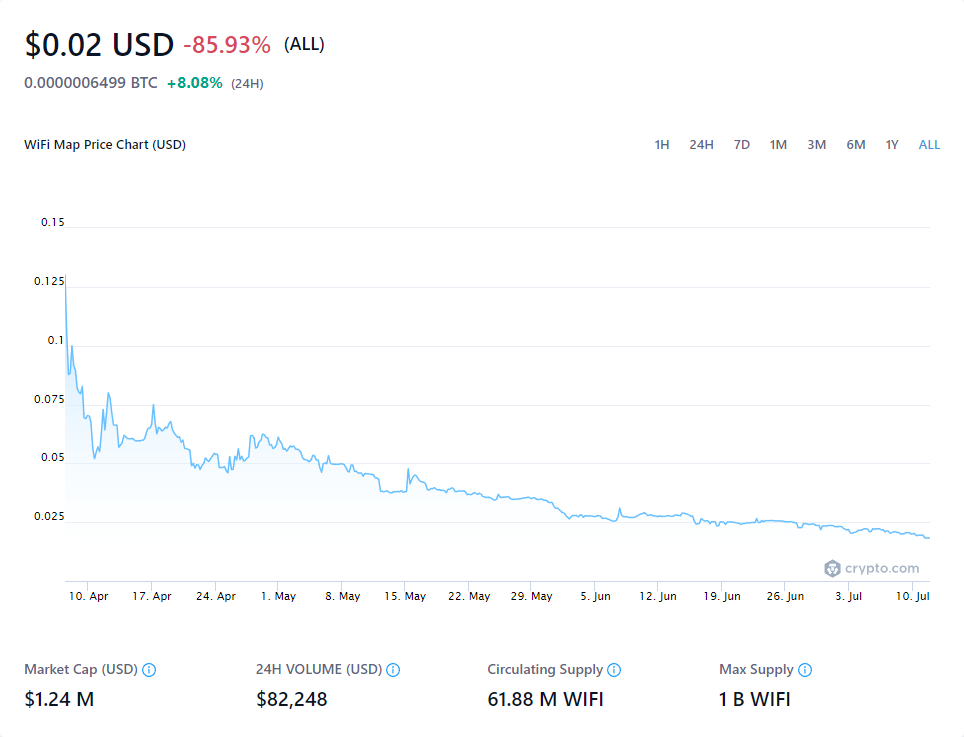 $0.02 USD -85.93% (ALL)
0.0000006499 BTC +8.08% (24H)
WiFi Map Price Chart (USD) 1H 24H 7D 1M 3M 6M 1Y ALL
0.15
0.125
0.1
0.075
0.05
0.025
crypto.com
10. Apr 17. Apr 24. Apr 1. May 8. May 15. May 22. May 29. May 5. Jun 12. Jun 19. Jun 26. Jun 3. Jul 10. Jul
Market Cap (USD) 24H VOLUME (USD) Circulating Supply Max Supply
$1.24 M $82,248 61.88 M WIFI 1 B WIFI